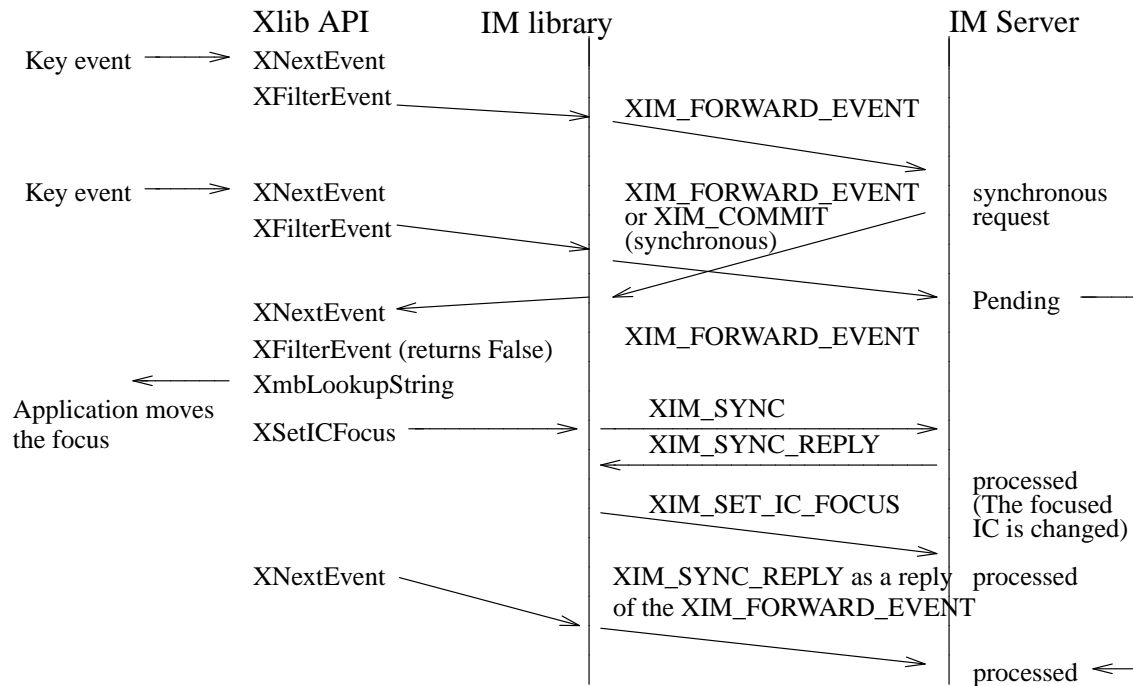 Xlib API
IM library
IM Server
Key event
XNextEvent
XFilterEvent
XIM_FORWARD_EVENT
Key event
XNextEvent
XFilterEvent
XIM_FORWARD_EVENT
or XIM_COMMIT
(synchronous)
synchronous
request
Pending
XNextEvent
XFilterEvent (returns False)
XIM_FORWARD_EVENT
XmbLookupString
Application moves
the focus
XSetICFocus
XIM_SYNC
XIM_SYNC_REPLY
processed
(The focused
IC is changed)
XIM_SET_IC_FOCUS
XNextEvent
XIM_SYNC_REPLY as a reply
of the XIM_FORWARD_EVENT
processed
processed